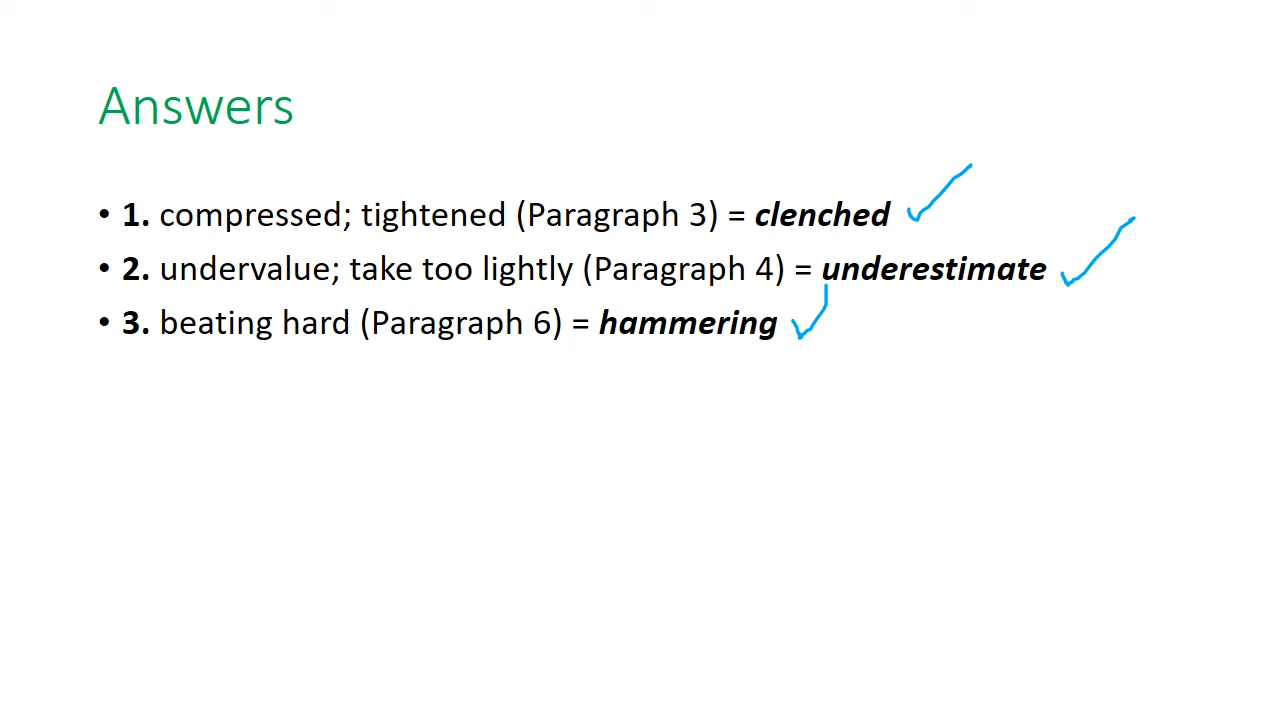 Answers
• 1. compressed; tightened (Paragraph 3) = clenched
• 2. undervalue; take too lightly (Paragraph 4) = underestimate
• 3. beating hard (Paragraph 6) = hammering